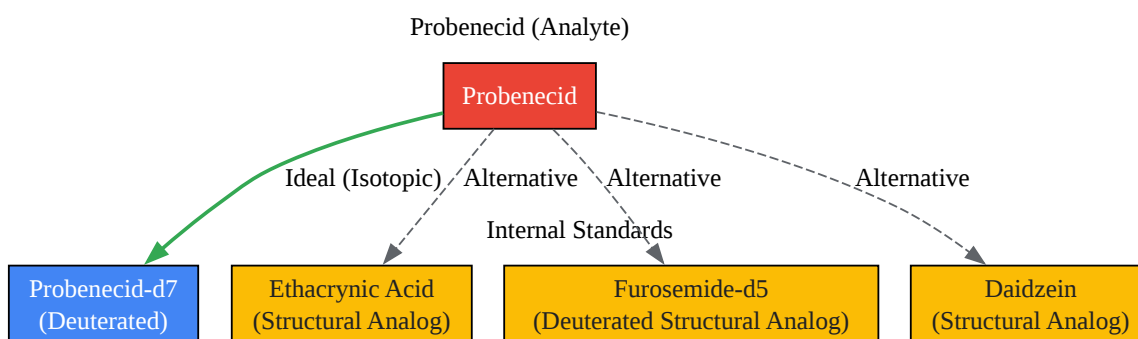 Probenecid (Analyte)
Probenecid
Ideal (Isotopic)
Alternative
Alternative
Alternative
Internal Standards
Probenecid-d7
(Deuterated)
Ethacrynic Acid
(Structural Analog)
Furosemide-d5
(Deuterated Structural Analog)
Daidzein
(Structural Analog)